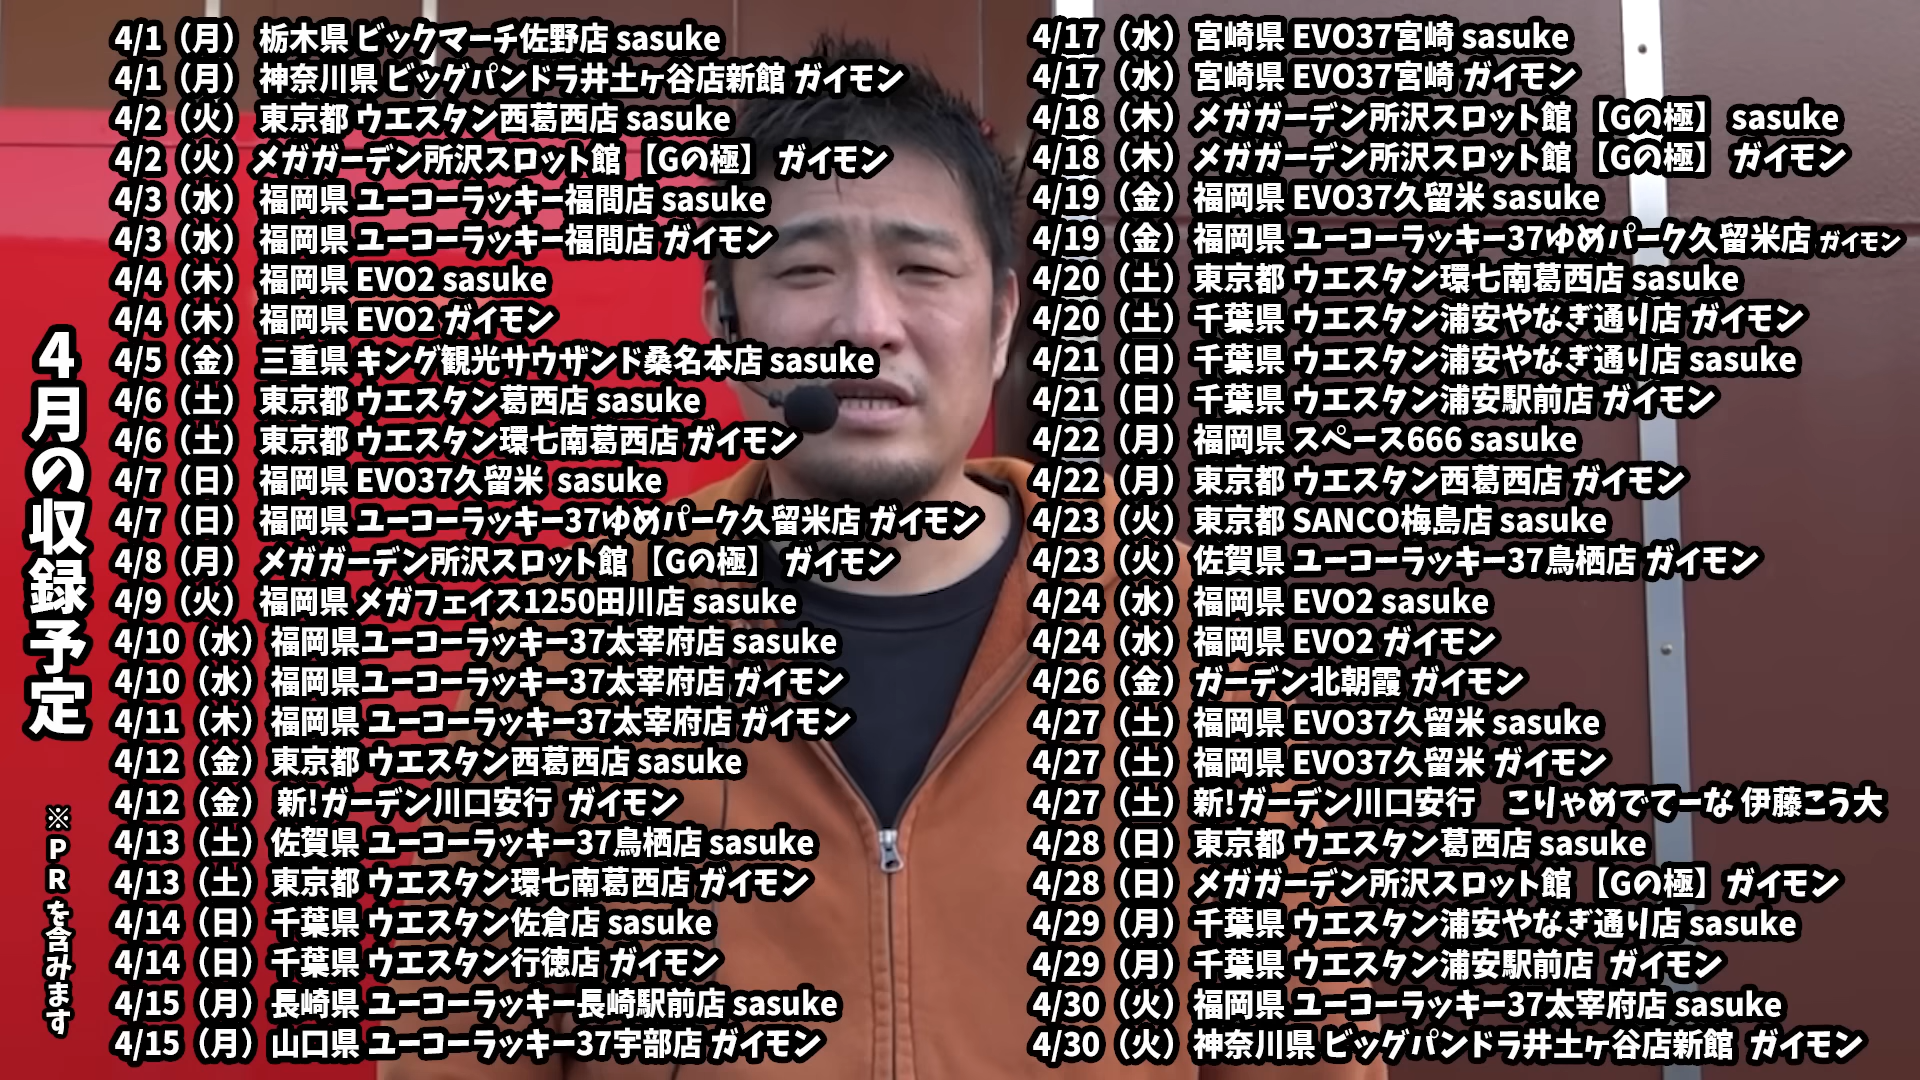 4月の収録予定
※PRを含みます
4/1（月） 栃木県 ビックマーチ佐野店 sasuke
4/1（月） 神奈川県 ビッグパンドラ井土ヶ谷店新館 ガイモン
4/2（火） 東京都 ウエスタン西葛西店 sasuke
4/2（火）メガガーデン所沢スロット館 【Gの極】 ガイモン
4/3（水） 福岡県 ユーコーラッキー福間店 sasuke
4/3（水） 福岡県 ユーコーラッキー福間店 ガイモン
4/4（木） 福岡県 EVO2 sasuke
4/4（木） 福岡県 EVO2 ガイモン
4/5（金） 三重県 キング観光サウザンド桑名本店 sasuke
4/6（土） 東京都 ウエスタン葛西店 sasuke
4/6（土） 東京都 ウエスタン環七南葛西店 ガイモン
4/7（日） 福岡県 EVO37久留米 sasuke
4/7（日） 福岡県 ユーコーラッキー37ゆめパーク久留米店 ガイモン
4/8（月） メガガーデン所沢スロット館 【Gの極】 ガイモン
4/9（火） 福岡県 メガフェイス1250田川店 sasuke
4/10（水）福岡県ユーコーラッキー37太宰府店 sasuke
4/10（水）福岡県ユーコーラッキー37太宰府店 ガイモン
4/11（木）福岡県 ユーコーラッキー37太宰府店 ガイモン
4/12（金）東京都 ウエスタン西葛西店 sasuke
4/12（金） 新!ガーデン川口安行 ガイモン
4/13（土）佐賀県 ユーコーラッキー37鳥栖店 sasuke
4/13（土）東京都 ウエスタン環七南葛西店 ガイモン
4/14（日）千葉県 ウエスタン佐倉店 sasuke
4/14（日）千葉県 ウエスタン行徳店 ガイモン
4/15（月）長崎県 ユーコーラッキー長崎駅前店 sasuke
4/15（月）山口県 ユーコーラッキー37宇部店 ガイモン
4/17（水）宮崎県 EVO37宮崎 sasuke
4/17（水）宮崎県 EVO37宮崎 ガイモン
4/18（木）メガガーデン所沢スロット館 【Gの極】 sasuke
4/18（木）メガガーデン所沢スロット館 【Gの極】 ガイモン
4/19（金）福岡県 EVO37久留米 sasuke
4/19（金）福岡県 ユーコーラッキー37ゆめパーク久留米店 ガイモン
4/20（土）東京都 ウエスタン環七南葛西店 sasuke
4/20（土）千葉県 ウエスタン浦安やなぎ通り店 ガイモン
4/21（日）千葉県 ウエスタン浦安やなぎ通り店 sasuke
4/21（日）千葉県 ウエスタン浦安駅前店 ガイモン
4/22（月）福岡県 スペース666 sasuke
4/22（月）東京都 ウエスタン西葛西店 ガイモン
4/23（火）東京都 SANCO梅島店 sasuke
4/23（火）佐賀県 ユーコーラッキー37鳥栖店 ガイモン
4/24（水）福岡県 EVO2 sasuke
4/24（水）福岡県 EVO2 ガイモン
4/26（金）ガーデン北朝霞 ガイモン
4/27（土）福岡県 EVO37久留米 sasuke
4/27（土）福岡県 EVO37久留米 ガイモン
4/27（土）新!ガーデン川口安行　こりゃめでてーな 伊藤こう大
4/28（日）東京都 ウエスタン葛西店 sasuke
4/28（日）メガガーデン所沢スロット館 【Gの極】ガイモン
4/29（月）千葉県 ウエスタン浦安やなぎ通り店 sasuke
4/29（月）千葉県 ウエスタン浦安駅前店 ガイモン
4/30（火）福岡県 ユーコーラッキー37太宰府店 sasuke
4/30（火）神奈川県 ビッグパンドラ井土ヶ谷店新館 ガイモン